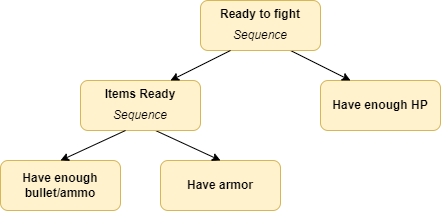 Ready to fight
Sequence
Items Ready
Sequence
Have enough HP
Have enough
bullet/ammo
Have armor